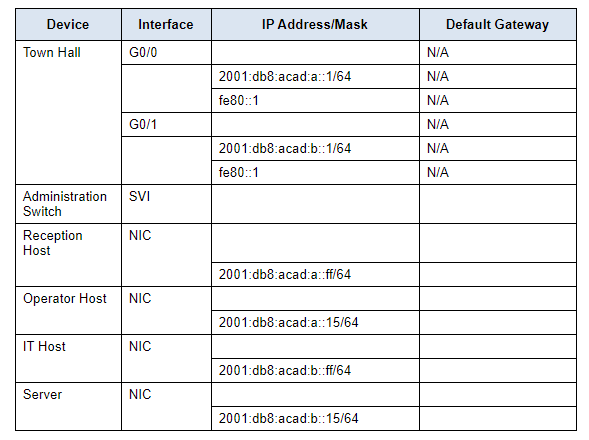 Device Interface IP Address/Mask Default Gateway
Town Hall G0/0 N/A
2001:db8:acad:a::1/64 N/A
fe80::1 N/A
G0/1 N/A
2001:db8:acad:b::1/64 N/A
fe80::1 N/A
Administration SVI
Switch
Reception NIC
Host
2001:db8:acad:a::ff/64
Operator Host NIC
2001:db8:acad:a::15/64
IT Host NIC
2001:db8:acad:b::ff/64
Server NIC
2001:db8:acad:b::15/64